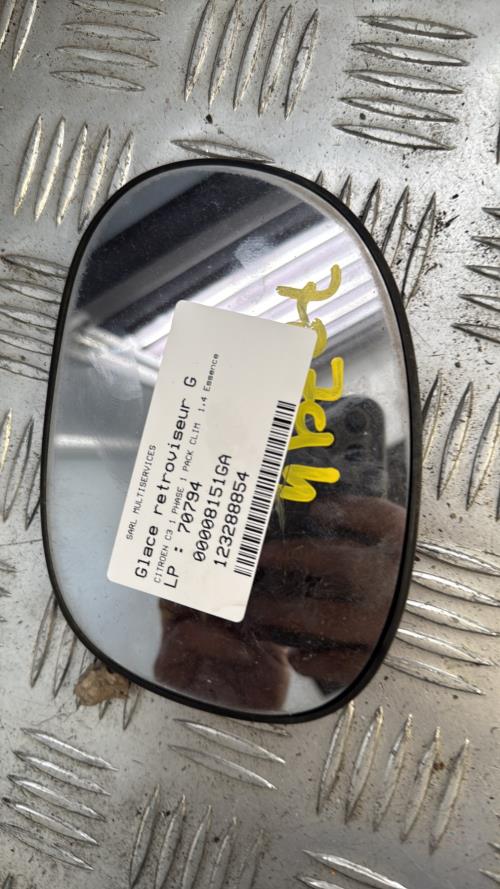 SARL MULTISERVICES
Glace retroviseur G
CITROEN C3 1 PHASE 1 PACK CLIM 1.4 Essence
LP : 70794
00008151GA
123288854